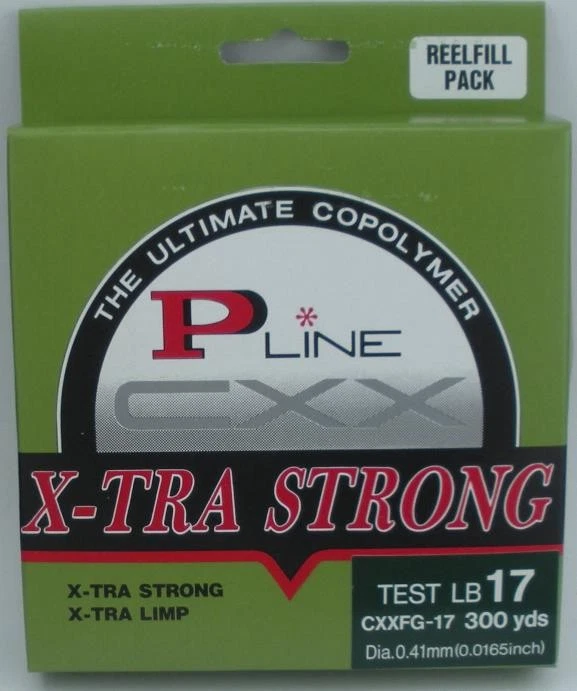 REELFILL
PACK
THE ULTIMATE COPOLYMER
P LINE
CXX
X-TRA STRONG
X-TRA STRONG
X-TRA LIMP
TEST LB 17
CXXFG-17 300 yds
Dia.0.41mm(0.0165inch)